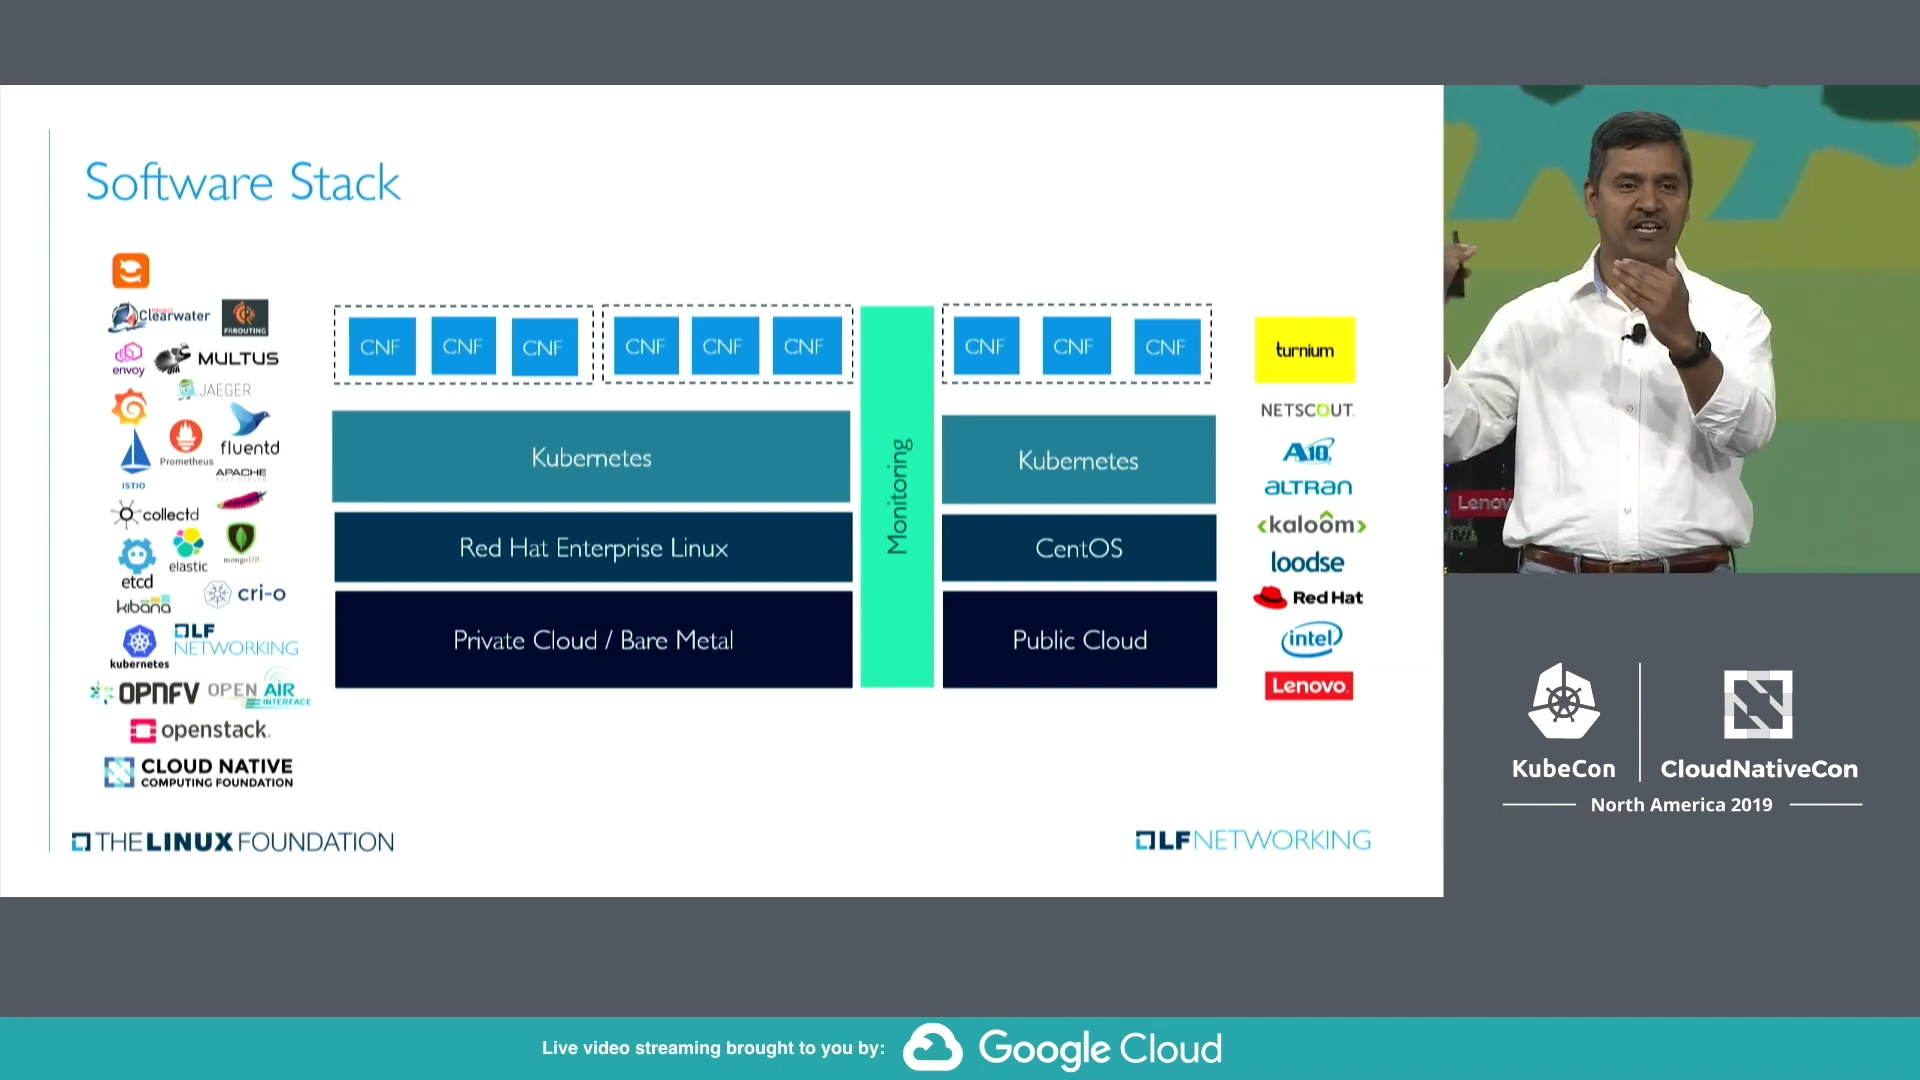 Software Stack
Clearwater
FRROUTING
envoy
MULTUS
JAEGER
Prometheus
fluentd
ISTIO
APACHE
collectd
etcd
elastic
mongoDB
kibana
cri-o
kubernetes
LF NETWORKING
OPNFV
OPEN AIR INTERFACE
openstack.
CLOUD NATIVE
COMPUTING FOUNDATION
CNF CNF CNF CNF CNF CNF
Kubernetes
Red Hat Enterprise Linux
Private Cloud / Bare Metal
Monitoring
CNF CNF CNF
Kubernetes
CentOS
Public Cloud
turnium
NETSCOUT.
A10
aLTRan
kaloom
loodse
Red Hat
intel
Lenovo.
THE LINUX FOUNDATION
LF NETWORKING
Lenov
KubeCon
CloudNativeCon
North America 2019
Live video streaming brought to you by:
Google Cloud